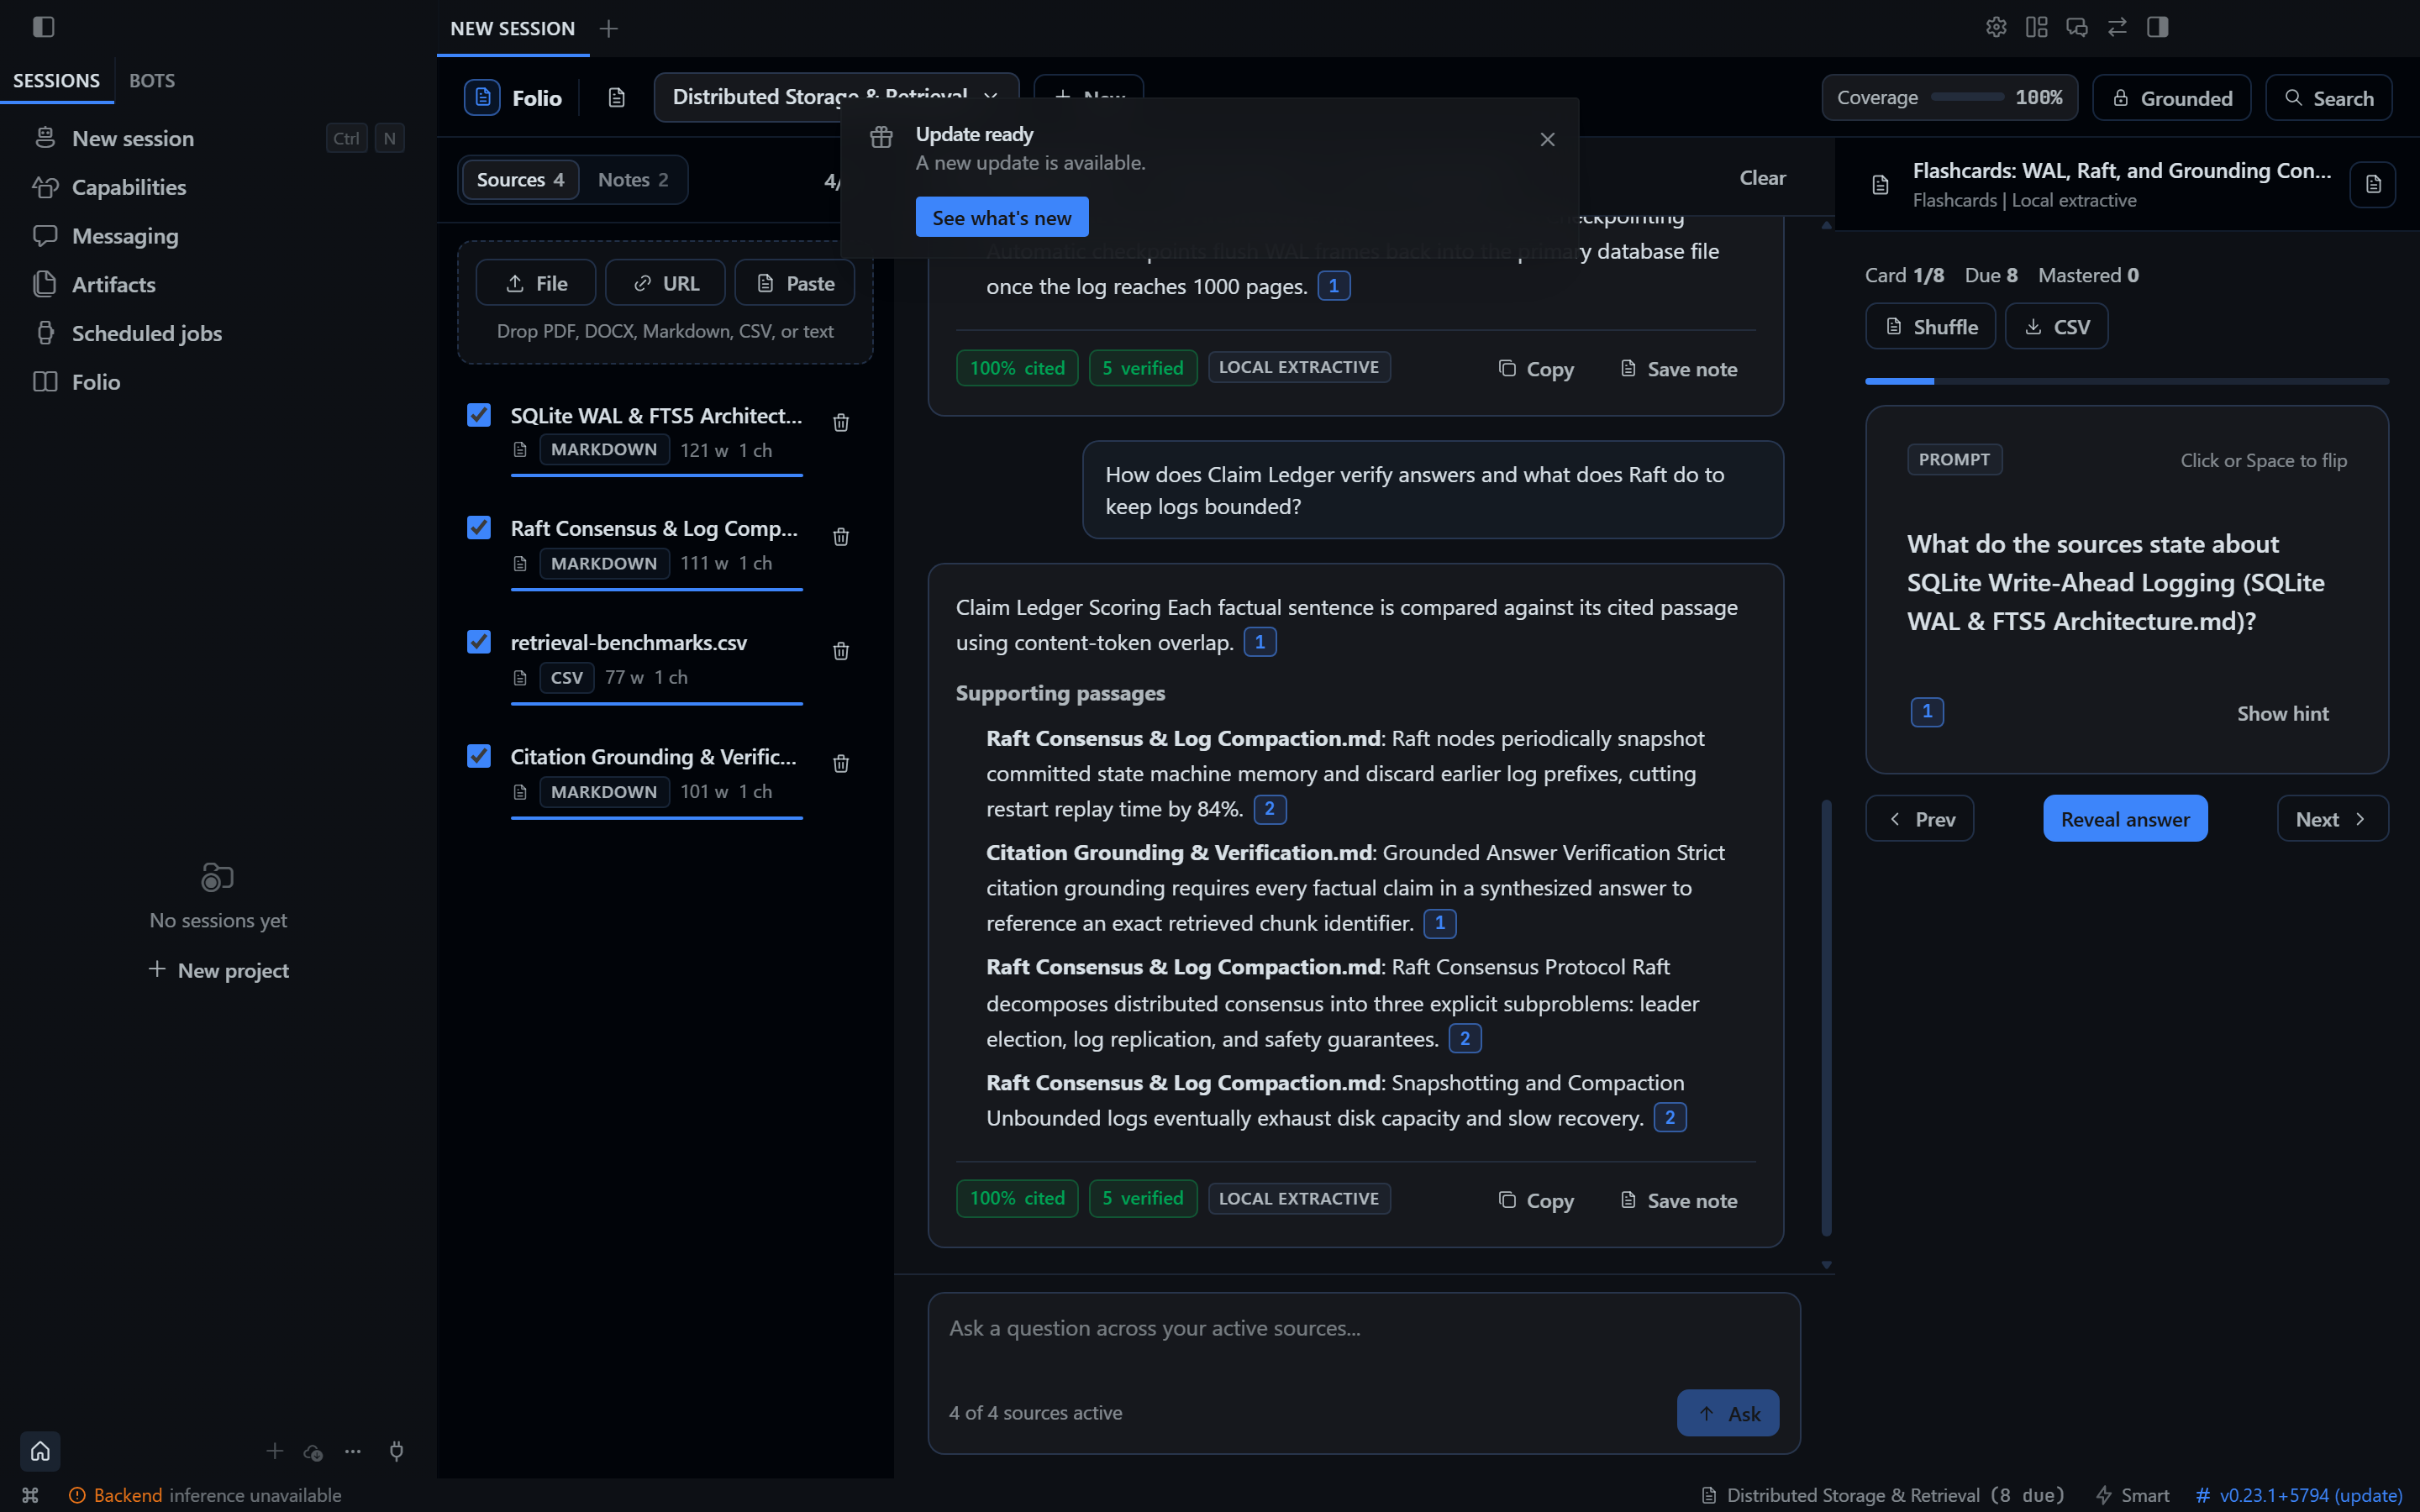 NEW SESSION
SESSIONS
BOTS
New session
Ctrl
N
Capabilities
Messaging
Artifacts
Scheduled jobs
Folio
No sessions yet
New project
Folio
Distributed Storage & Retrieval
New
Coverage
100%
Grounded
Search
Sources 4
Notes 2
4/
File
URL
Paste
Drop PDF, DOCX, Markdown, CSV, or text
SQLite WAL & FTS5 Architect...
MARKDOWN
121 w 1 ch
Raft Consensus & Log Comp...
MARKDOWN
111 w 1 ch
retrieval-benchmarks.csv
CSV
77 w 1 ch
Citation Grounding & Verific...
MARKDOWN
101 w 1 ch
Update ready
A new update is available.
See what's new
Clear
Automatic checkpoints flush WAL frames back into the primary database file
once the log reaches 1000 pages. 1
100% cited
5 verified
LOCAL EXTRACTIVE
Copy
Save note
How does Claim Ledger verify answers and what does Raft do to
keep logs bounded?
Claim Ledger Scoring Each factual sentence is compared against its cited passage
using content-token overlap. 1
Supporting passages
Raft Consensus & Log Compaction.md: Raft nodes periodically snapshot
committed state machine memory and discard earlier log prefixes, cutting
restart replay time by 84%. 2
Citation Grounding & Verification.md: Grounded Answer Verification Strict
citation grounding requires every factual claim in a synthesized answer to
reference an exact retrieved chunk identifier. 1
Raft Consensus & Log Compaction.md: Raft Consensus Protocol Raft
decomposes distributed consensus into three explicit subproblems: leader
election, log replication, and safety guarantees. 2
Raft Consensus & Log Compaction.md: Snapshotting and Compaction
Unbounded logs eventually exhaust disk capacity and slow recovery. 2
100% cited
5 verified
LOCAL EXTRACTIVE
Copy
Save note
Ask a question across your active sources...
4 of 4 sources active
Ask
Flashcards: WAL, Raft, and Grounding Con...
Flashcards | Local extractive
Card 1/8 Due 8 Mastered 0
Shuffle
CSV
PROMPT
Click or Space to flip
What do the sources state about
SQLite Write-Ahead Logging (SQLite
WAL & FTS5 Architecture.md)?
1
Show hint
Prev
Reveal answer
Next
Backend inference unavailable
Distributed Storage & Retrieval (8 due)
Smart
# v0.23.1+5794 (update)